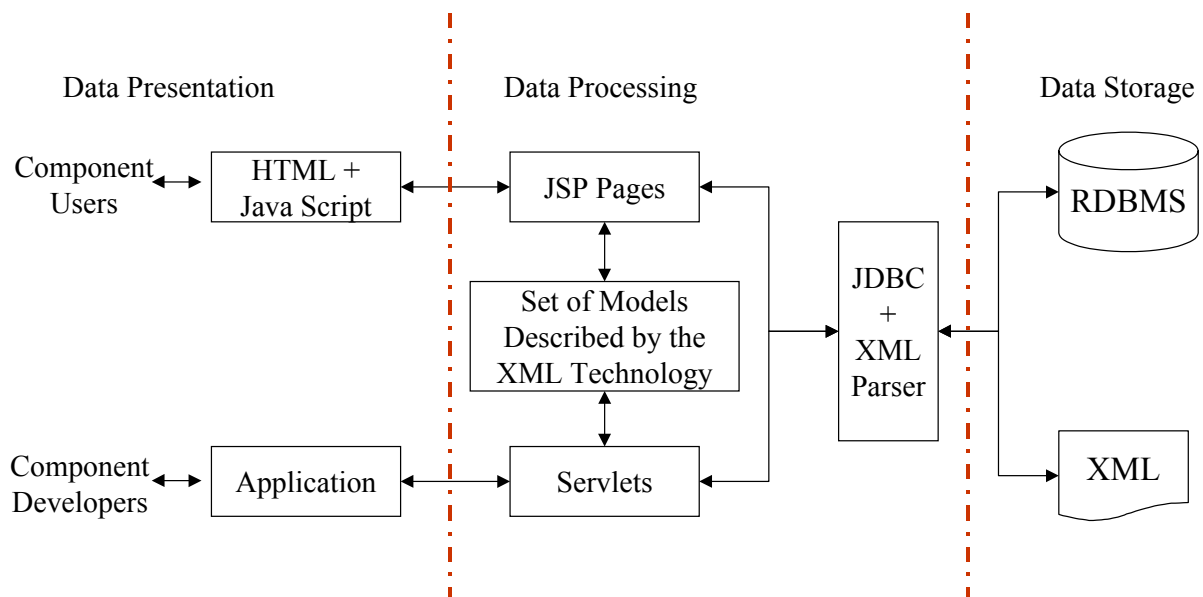 Data Presentation
Data Processing
Data Storage
Component
Users
HTML +
Java Script
JSP Pages
RDBMS
Set of Models
Described by the
XML Technology
JDBC
+
XML
Parser
Component
Developers
Application
Servlets
XML